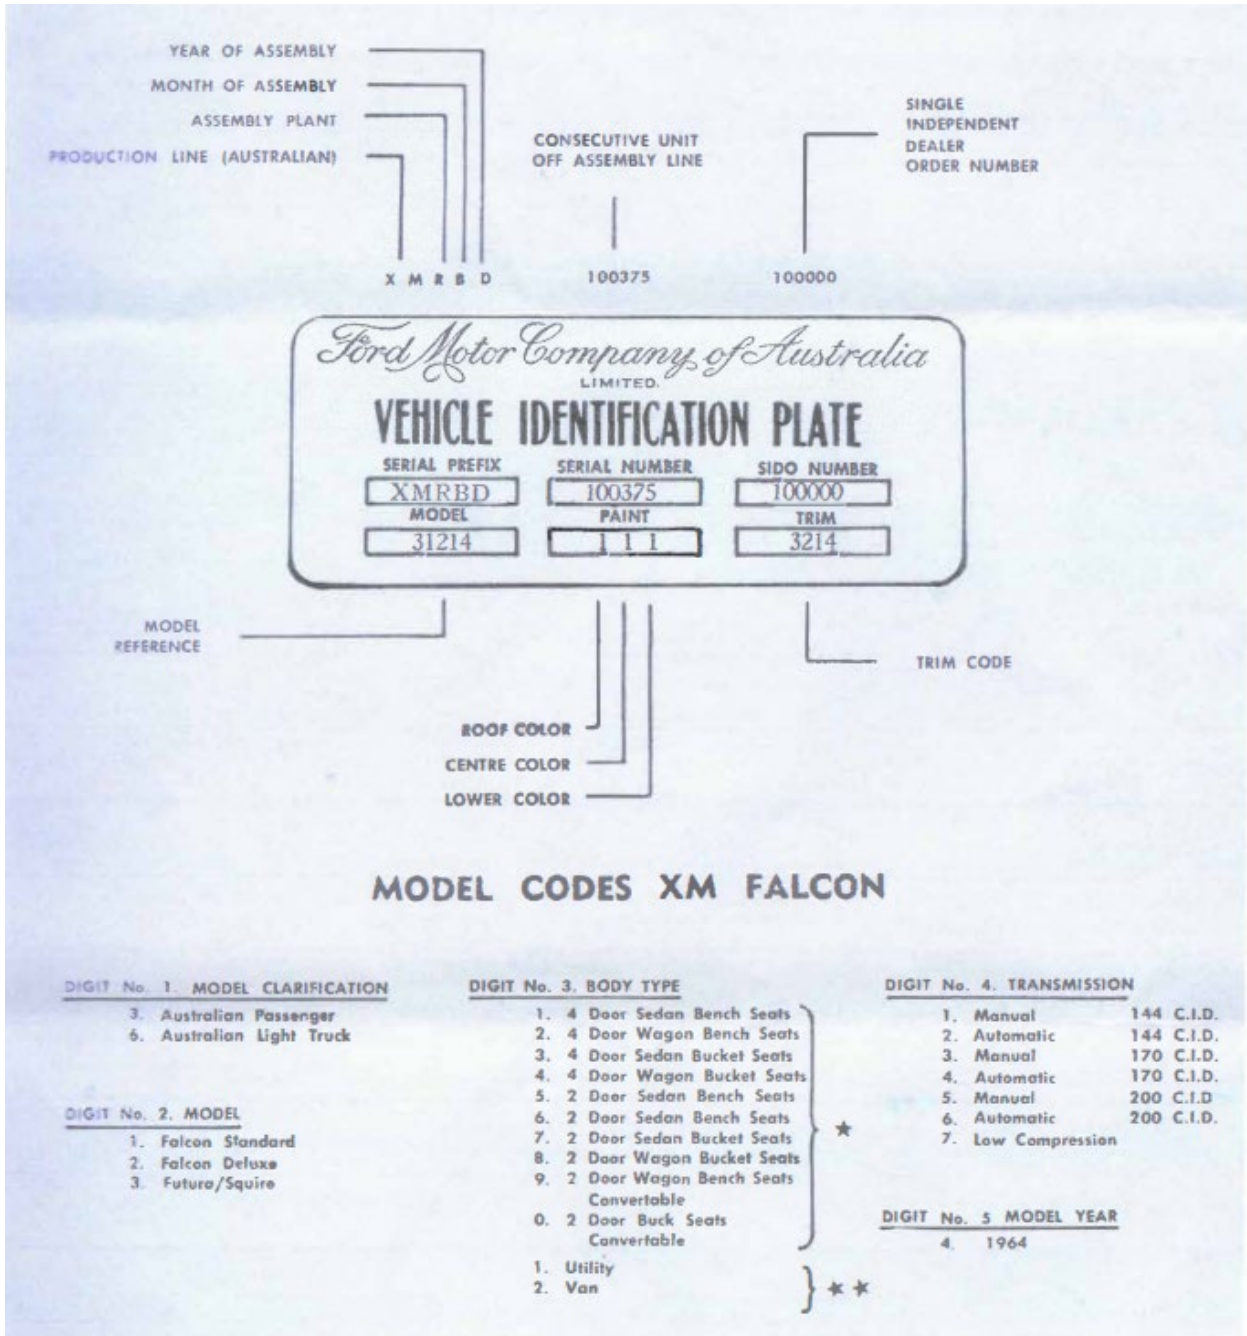 YEAR OF ASSEMBLY
MONTH OF ASSEMBLY
ASSEMBLY PLANT
PRODUCTION LINE (AUSTRALIAN)
CONSECUTIVE UNIT
OFF ASSEMBLY LINE
SINGLE
INDEPENDENT
DEALER
ORDER NUMBER
X M R B D 100375 100000
Ford Motor Company of Australia
LIMITED.
VEHICLE IDENTIFICATION PLATE
SERIAL PREFIX SERIAL NUMBER SIDO NUMBER
XMRBD 100375 100000
MODEL PAINT TRIM
31214 1 1 1 3214
MODEL
REFERENCE
TRIM CODE
ROOF COLOR
CENTRE COLOR
LOWER COLOR
MODEL CODES XM FALCON
DIGIT No. 1. MODEL CLARIFICATION
3. Australian Passenger
6. Australian Light Truck
DIGIT No. 2. MODEL
1. Falcon Standard
2. Falcon Deluxe
3. Futura/Squire
DIGIT No. 3. BODY TYPE
1. 4 Door Sedan Bench Seats
2. 4 Door Wagon Bench Seats
3. 4 Door Sedan Bucket Seats
4. 4 Door Wagon Bucket Seats
5. 2 Door Sedan Bench Seats
6. 2 Door Sedan Bench Seats
7. 2 Door Sedan Bucket Seats
8. 2 Door Wagon Bucket Seats
9. 2 Door Wagon Bench Seats
Convertable
0. 2 Door Buck Seats
Convertable
★
1. Utility
2. Van
★ ★
DIGIT No. 4. TRANSMISSION
1. Manual 144 C.I.D.
2. Automatic 144 C.I.D.
3. Manual 170 C.I.D.
4. Automatic 170 C.I.D.
5. Manual 200 C.I.D
6. Automatic 200 C.I.D.
7. Low Compression
DIGIT No. 5 MODEL YEAR
4. 1964